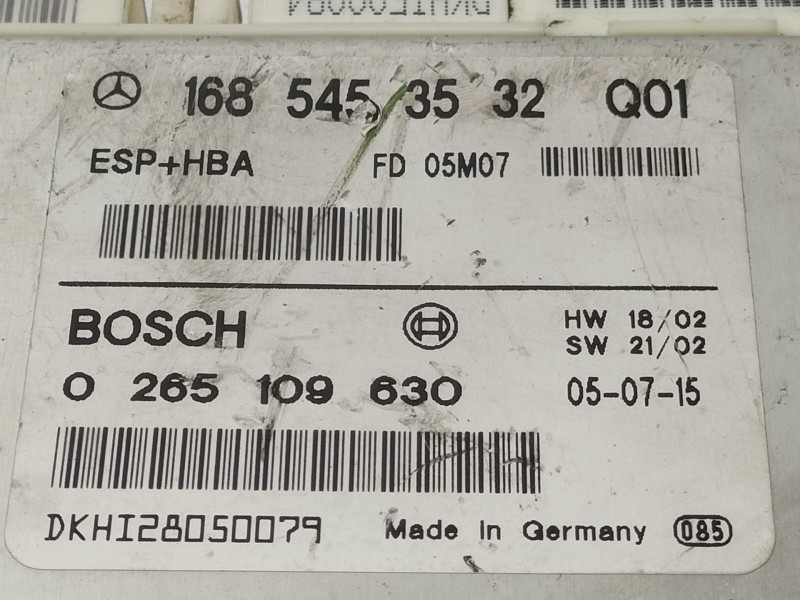 168 545 35 32 Q01
ESP+HBA FD 05M07
BOSCH HW 18/02
SW 21/02
0 265 109 630 05-07-15
DKHI28050079 Made in Germany 085